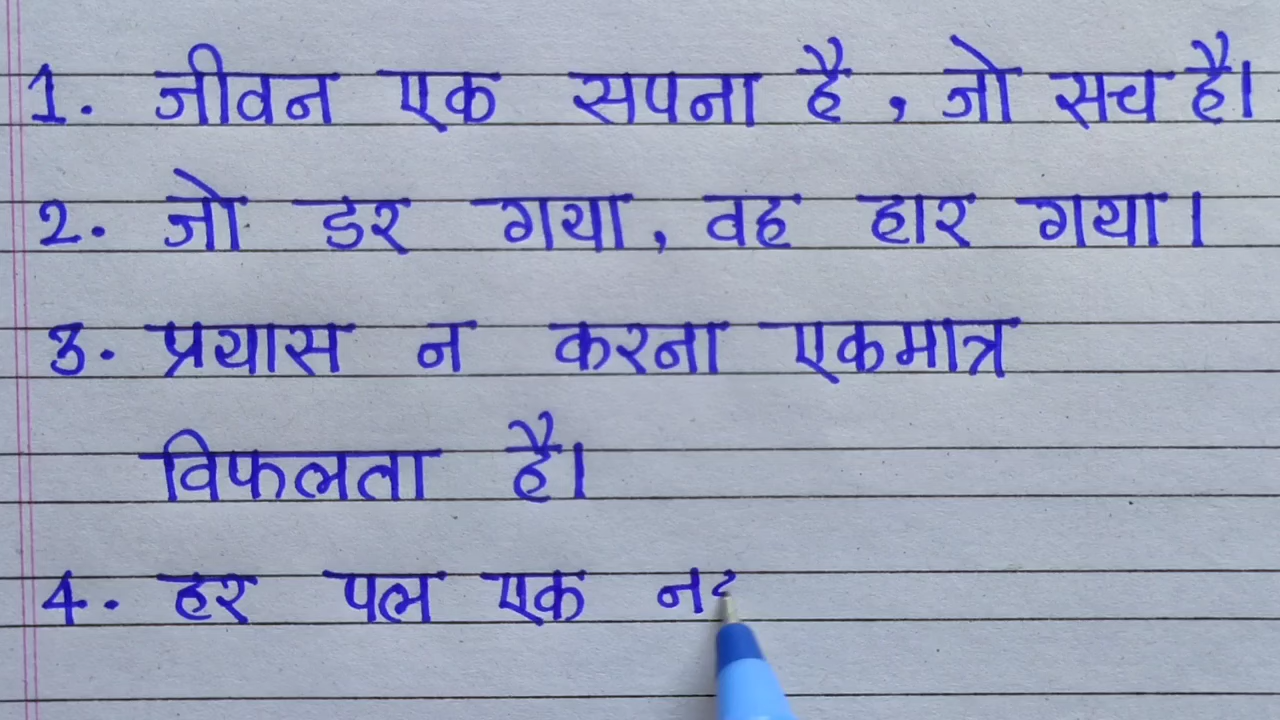 1. जीवन एक सपना है, जो सच है।
2. जो डर गया, वह हार गया।
3. प्रयास न करना एकमात्र
विफलता है।
4. हर पल एक